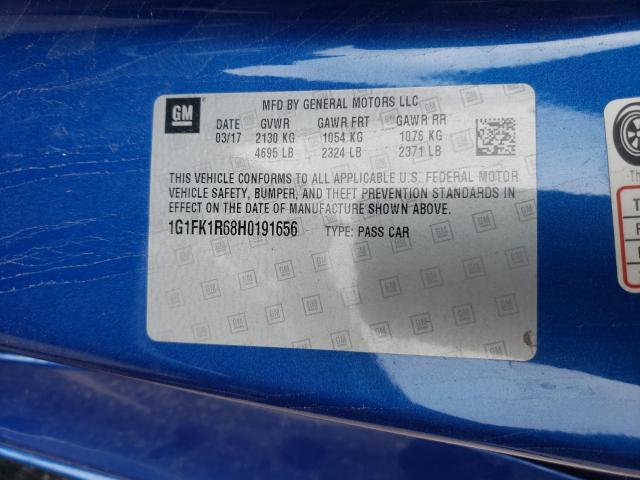 GM
MFD BY GENERAL MOTORS LLC
DATE GVWR GAWR FRT GAWR RR
03/17 2130 KG 1054 KG 1076 KG
4695 LB 2324 LB 2371 LB
THIS VEHICLE CONFORMS TO ALL APPLICABLE U.S. FEDERAL MOTOR
VEHICLE SAFETY, BUMPER, AND THEFT PREVENTION STANDARDS IN
EFFECT ON THE DATE OF MANUFACTURE SHOWN ABOVE.
1G1FK1R68H0191656 TYPE: PASS CAR